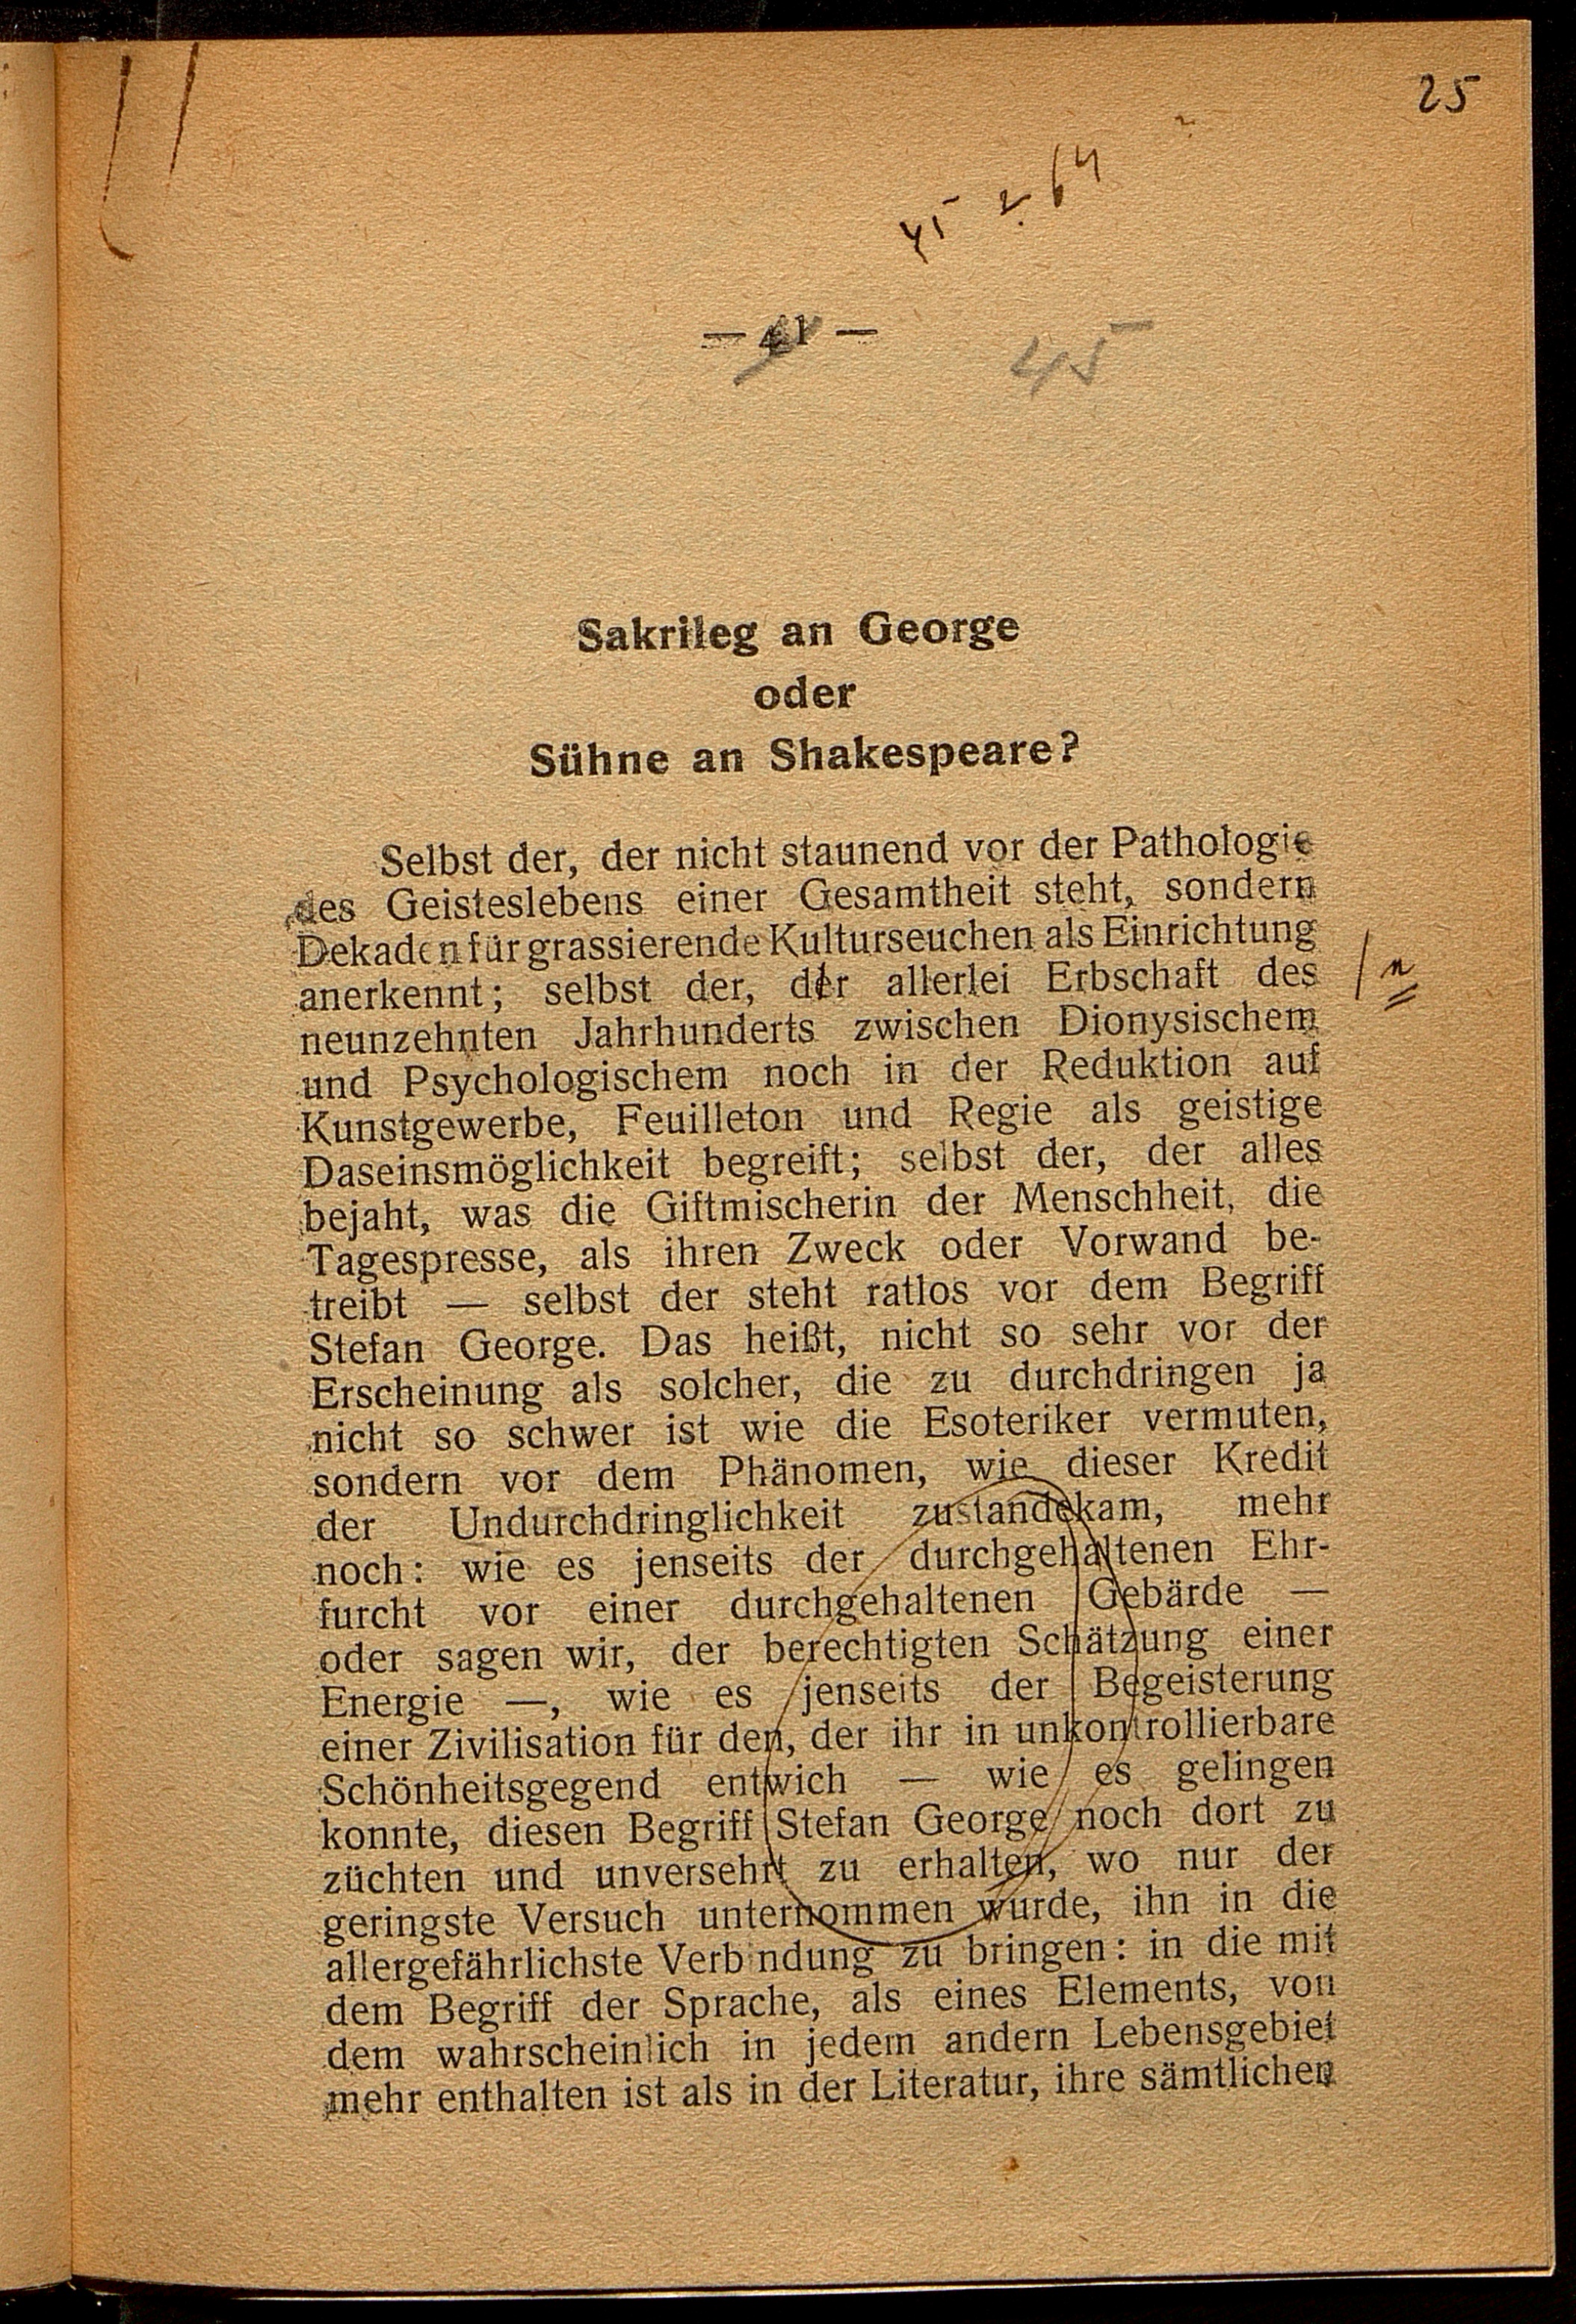 25
45 2. 64
— 41 —
45
Sakrileg an George
oder
Sühne an Shakespeare?
Selbst der, der nicht staunend vor der Pathologie
des Geisteslebens einer Gesamtheit steht, sondern
Dekaden für grassierende Kulturseuchen als Einrichtung
anerkennt; selbst der, der allerlei Erbschaft des
neunzehnten Jahrhunderts zwischen Dionysischem
und Psychologischem noch in der Reduktion auf
Kunstgewerbe, Feuilleton und Regie als geistige
Daseinsmöglichkeit begreift; selbst der, der alles
bejaht, was die Giftmischerin der Menschheit, die
Tagespresse, als ihren Zweck oder Vorwand be-
treibt — selbst der steht ratlos vor dem Begriff
Stefan George. Das heißt, nicht so sehr vor der
Erscheinung als solcher, die zu durchdringen ja
nicht so schwer ist wie die Esoteriker vermuten,
sondern vor dem Phänomen, wie dieser Kredit
der Undurchdringlichkeit zustandekam, mehr
noch: wie es jenseits der durchgehaltenen Ehr-
furcht vor einer durchgehaltenen Gebärde —
oder sagen wir, der berechtigten Schätzung einer
Energie —, wie es jenseits der Begeisterung
einer Zivilisation für den, der ihr in unkontrollierbare
Schönheitsgegend entwich — wie es gelingen
konnte, diesen Begriff Stefan George noch dort zu
züchten und unversehrt zu erhalten, wo nur der
geringste Versuch unternommen wurde, ihn in die
allergefährlichste Verb ndung zu bringen: in die mit
dem Begriff der Sprache, als eines Elements, von
dem wahrscheinlich in jedem andern Lebensgebiet
mehr enthalten ist als in der Literatur, ihre sämtlichen